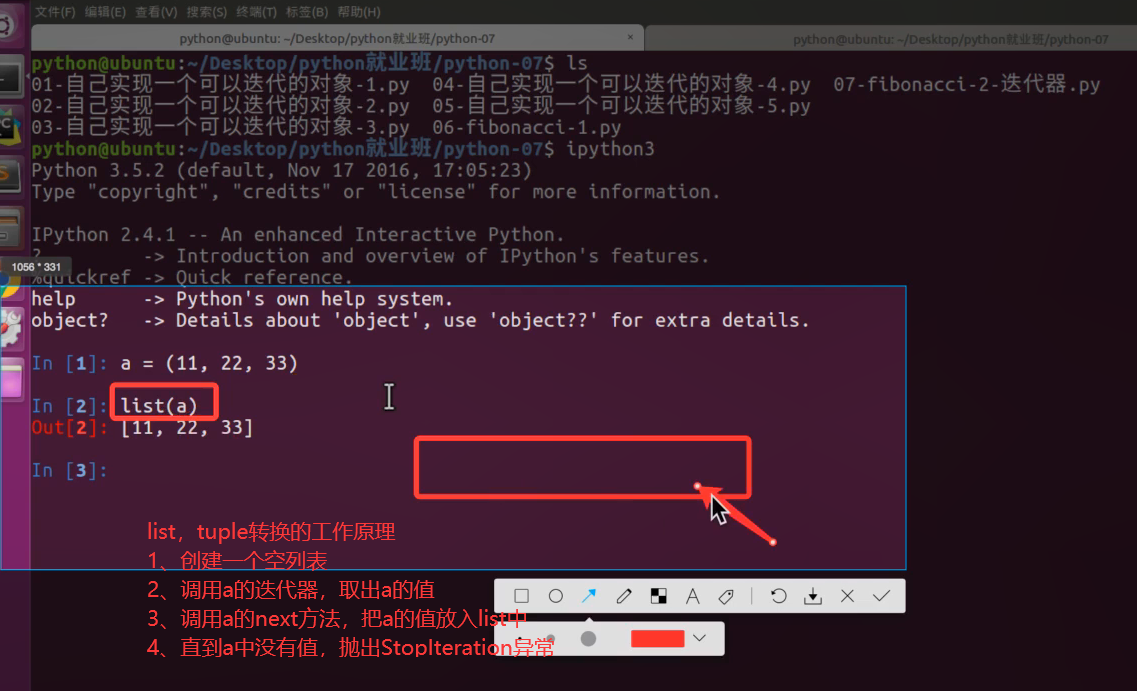 文件(F) 编辑(E) 查看(V) 搜索(S) 终端(T) 标签(B) 帮助(H)
python@ubuntu: ~/Desktop/python就业班/python-07 × python@ubuntu: ~/Desktop/python就业班/python-07
python@ubuntu:~/Desktop/python就业班/python-07$ ls
01-自己实现一个可以迭代的对象-1.py 04-自己实现一个可以迭代的对象-4.py 07-fibonacci-2-迭代器.py
02-自己实现一个可以迭代的对象-2.py 05-自己实现一个可以迭代的对象-5.py
03-自己实现一个可以迭代的对象-3.py 06-fibonacci-1.py
python@ubuntu:~/Desktop/python就业班/python-07$ ipython3
Python 3.5.2 (default, Nov 17 2016, 17:05:23)
Type "copyright", "credits" or "license" for more information.
IPython 2.4.1 -- An enhanced Interactive Python.
? -> Introduction and overview of IPython's features.
1056 * 331
%quickref -> Quick reference.
help -> Python's own help system.
object? -> Details about 'object', use 'object??' for extra details.
In [1]: a = (11, 22, 33)
In [2]: list(a)
Out[2]: [11, 22, 33]
In [3]:
list，tuple转换的工作原理
1、创建一个空列表
2、调用a的迭代器，取出a的值
3、调用a的next方法，把a的值放入list中
4、直到a中没有值，抛出StopIteration异常